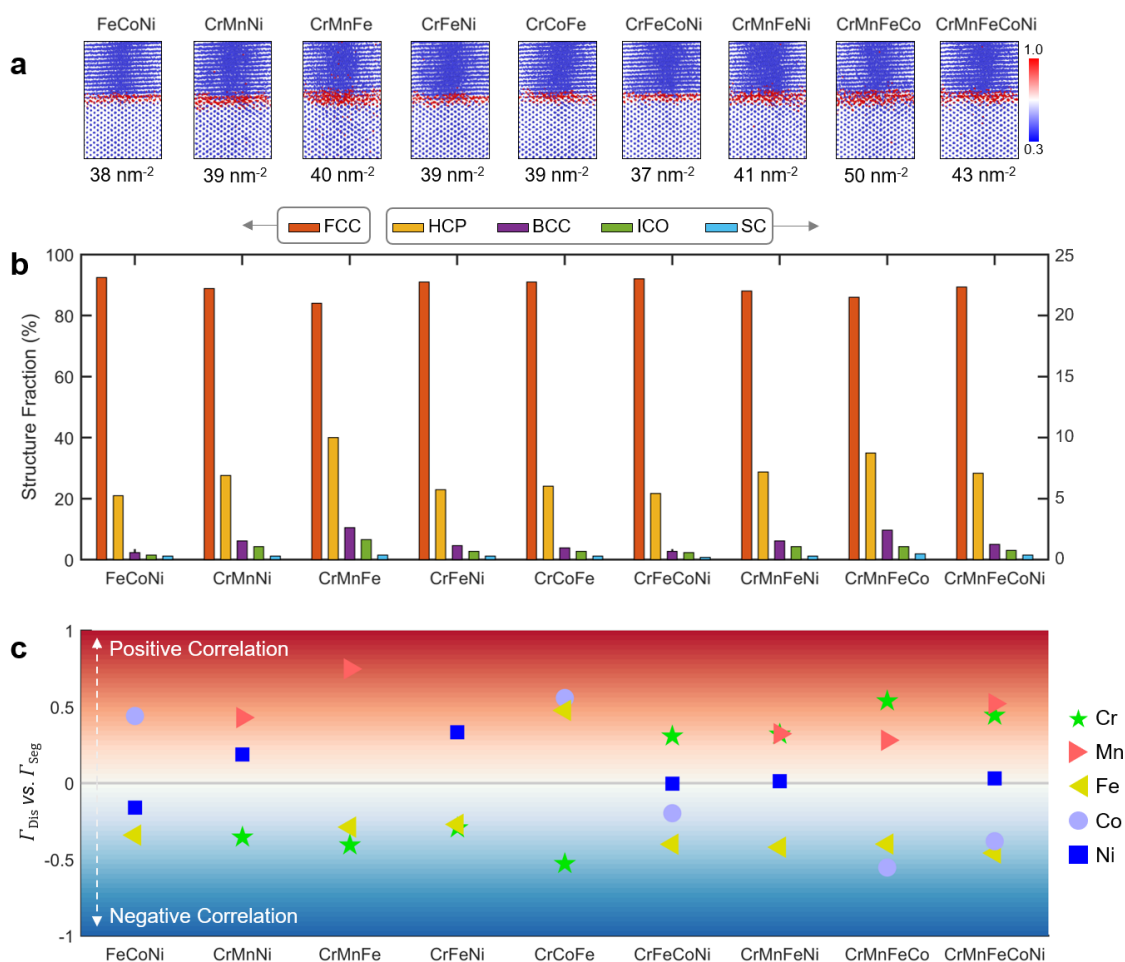 FeCoNi CrMnNi CrMnFe CrFeNi CrCoFe CrFeCoNi CrMnFeNi CrMnFeCo CrMnFeCoNi
a
1.0
0.3
38 nm⁻² 39 nm⁻² 40 nm⁻² 39 nm⁻² 39 nm⁻² 37 nm⁻² 41 nm⁻² 50 nm⁻² 43 nm⁻²
FCC HCP BCC ICO SC
b
Structure Fraction (%)
100 25
80 20
60 15
40 10
20 5
0 0
FeCoNi CrMnNi CrMnFe CrFeNi CrCoFe CrFeCoNi CrMnFeNi CrMnFeCo CrMnFeCoNi
c
Γ_Dis vs. Γ_Seg
1
0.5
0
-0.5
-1
Positive Correlation
Negative Correlation
Cr
Mn
Fe
Co
Ni
FeCoNi CrMnNi CrMnFe CrFeNi CrCoFe CrFeCoNi CrMnFeNi CrMnFeCo CrMnFeCoNi